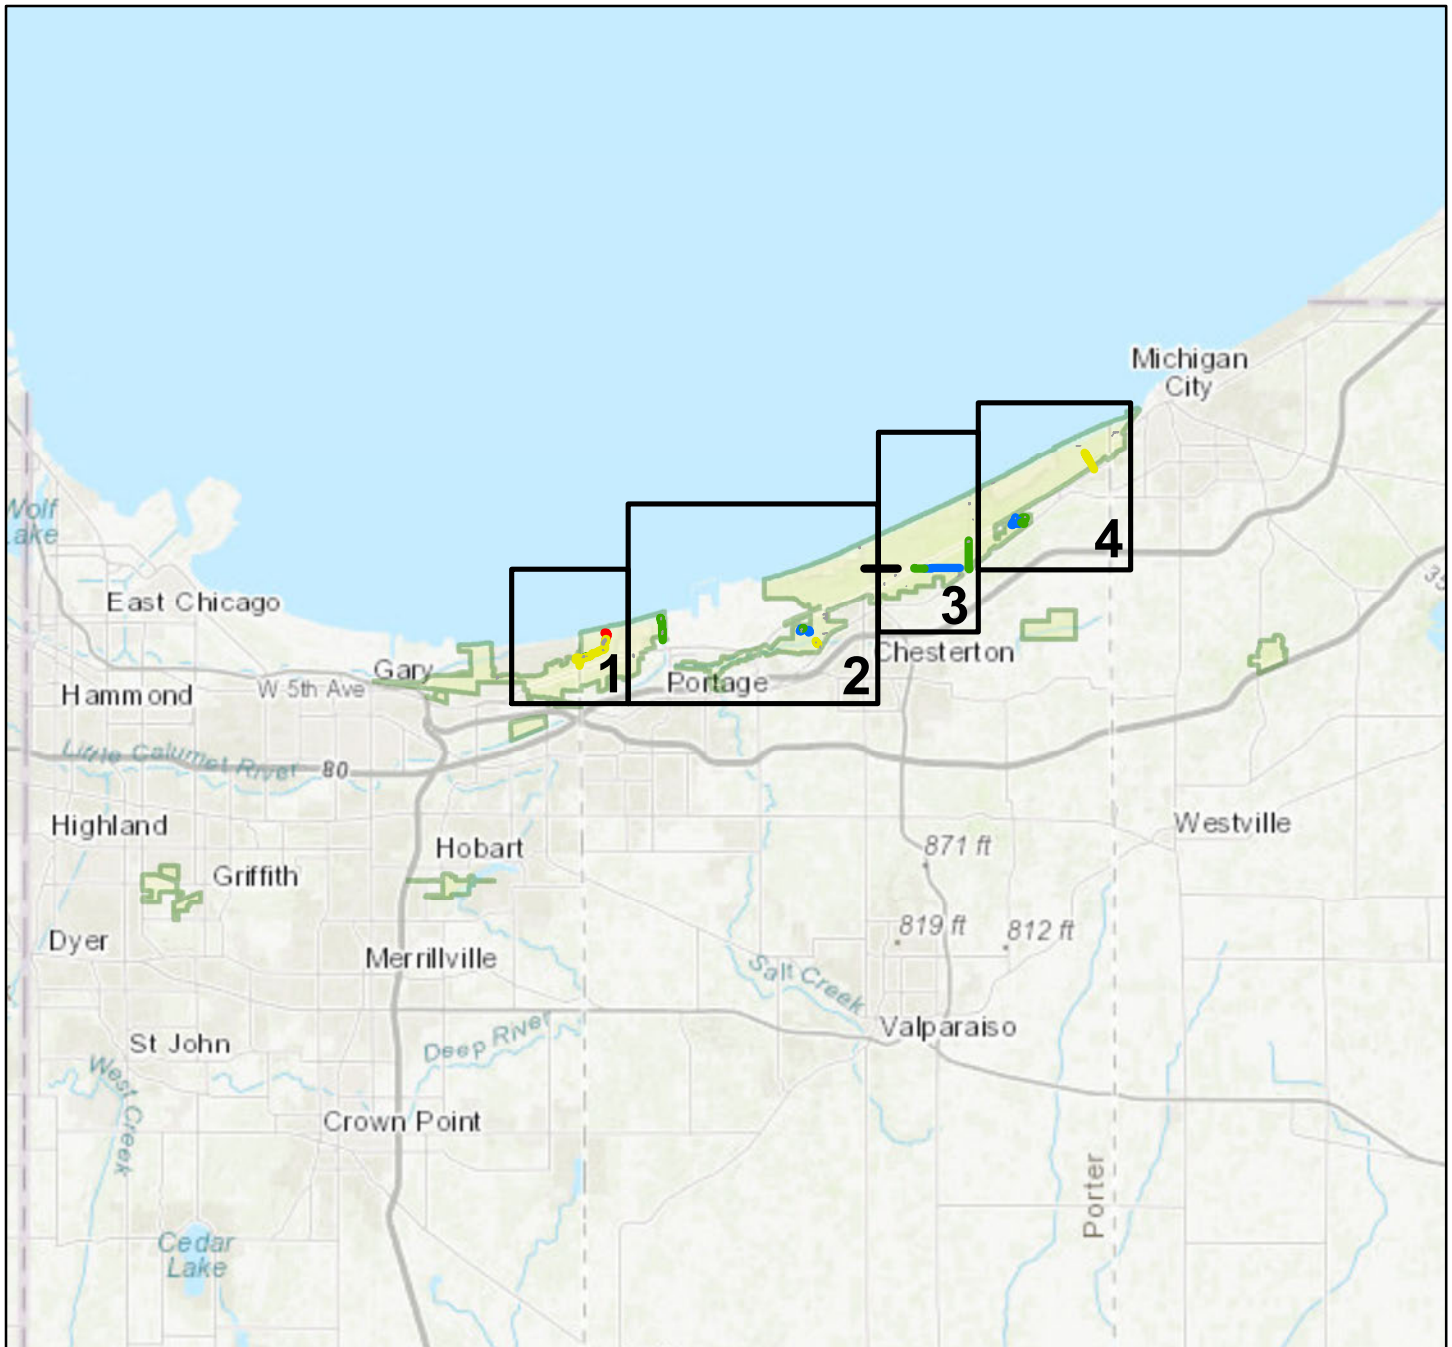 Michigan
City
Wolf
Lake
4
East Chicago
3
Chesterton
Gary
1
2
Portage
W 5th Ave
Hammond
Little Calumet River
80
35
Highland
Westville
871 ft
Hobart
Griffith
819 ft
812 ft
Dyer
Merrillville
Salt Creek
Valparaiso
Deep River
St John
West Creek
Crown Point
Porter
Cedar
Lake